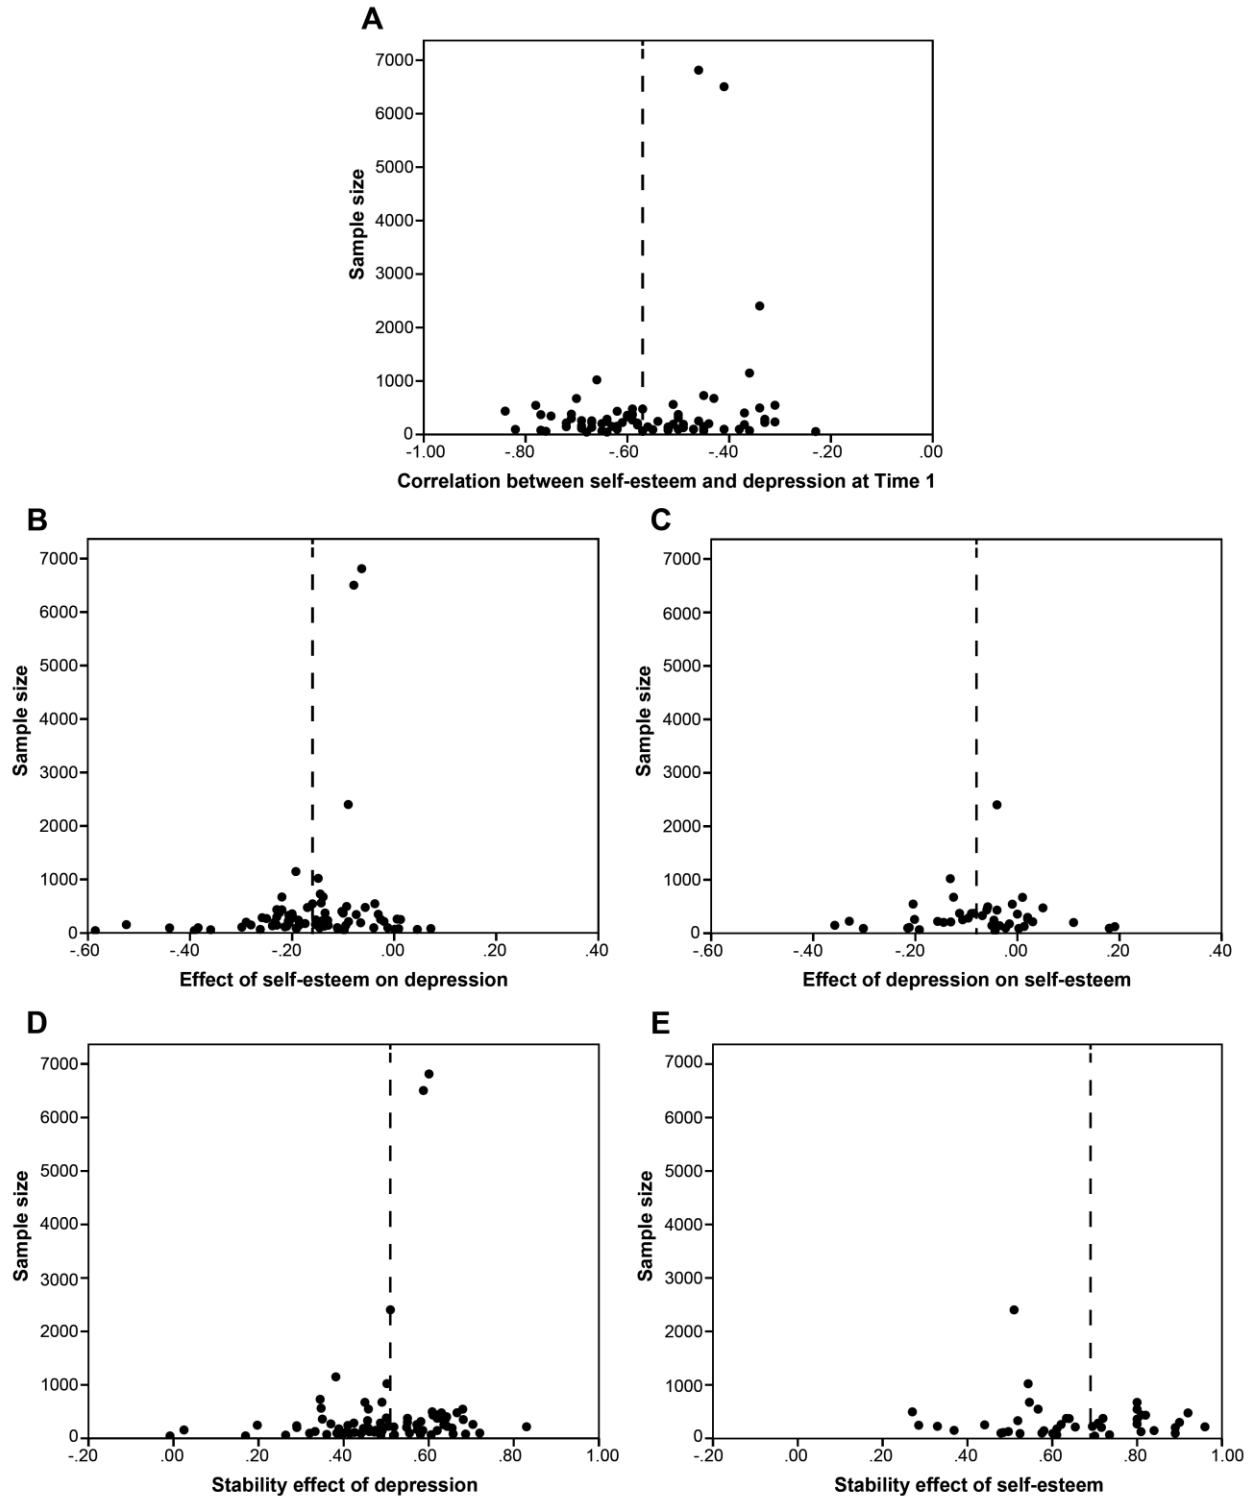 A
7000
6000
5000
4000
3000
2000
1000
0
Sample size
-1.00 -.80 -.60 -.40 -.20 .00
Correlation between self-esteem and depression at Time 1
B
7000
6000
5000
4000
3000
2000
1000
0
Sample size
-.60 -.40 -.20 .00 .20 .40
Effect of self-esteem on depression
C
7000
6000
5000
4000
3000
2000
1000
0
Sample size
-.60 -.40 -.20 .00 .20 .40
Effect of depression on self-esteem
D
7000
6000
5000
4000
3000
2000
1000
0
Sample size
-.20 .00 .20 .40 .60 .80 1.00
Stability effect of depression
E
7000
6000
5000
4000
3000
2000
1000
0
Sample size
-.20 .00 .20 .40 .60 .80 1.00
Stability effect of self-esteem